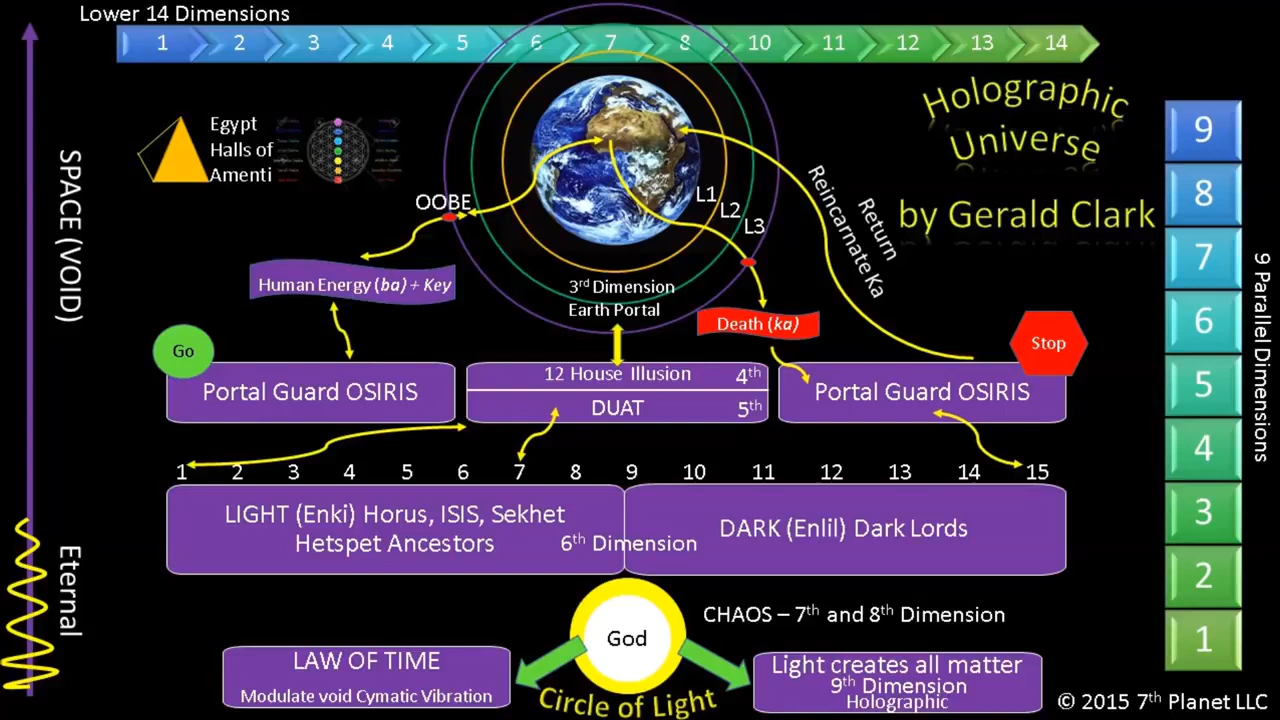 Lower 14 Dimensions
1 2 3 4 5 6 7 8 10 11 12 13 14
Holographic
Universe
by Gerald Clark
Egypt
Halls of
Amenti
SPACE (VOID)
Eternal
OOBE
L1
L2
L3
Return
Reincarnate Ka
9
8
7
6
5
4
3
2
1
9 Parallel Dimensions
Human Energy (ba) + Key
3rd Dimension
Earth Portal
Death (ka)
Go
Stop
Portal Guard OSIRIS
12 House Illusion 4th
DUAT 5th
Portal Guard OSIRIS
1 2 3 4 5 6 7 8 9 10 11 12 13 14 15
LIGHT (Enki) Horus, ISIS, Sekhet
Hetspet Ancestors
6th Dimension
DARK (Enlil) Dark Lords
God
CHAOS – 7th and 8th Dimension
LAW OF TIME
Modulate void Cymatic Vibration
Circle of Light
Light creates all matter
9th Dimension
Holographic
© 2015 7th Planet LLC